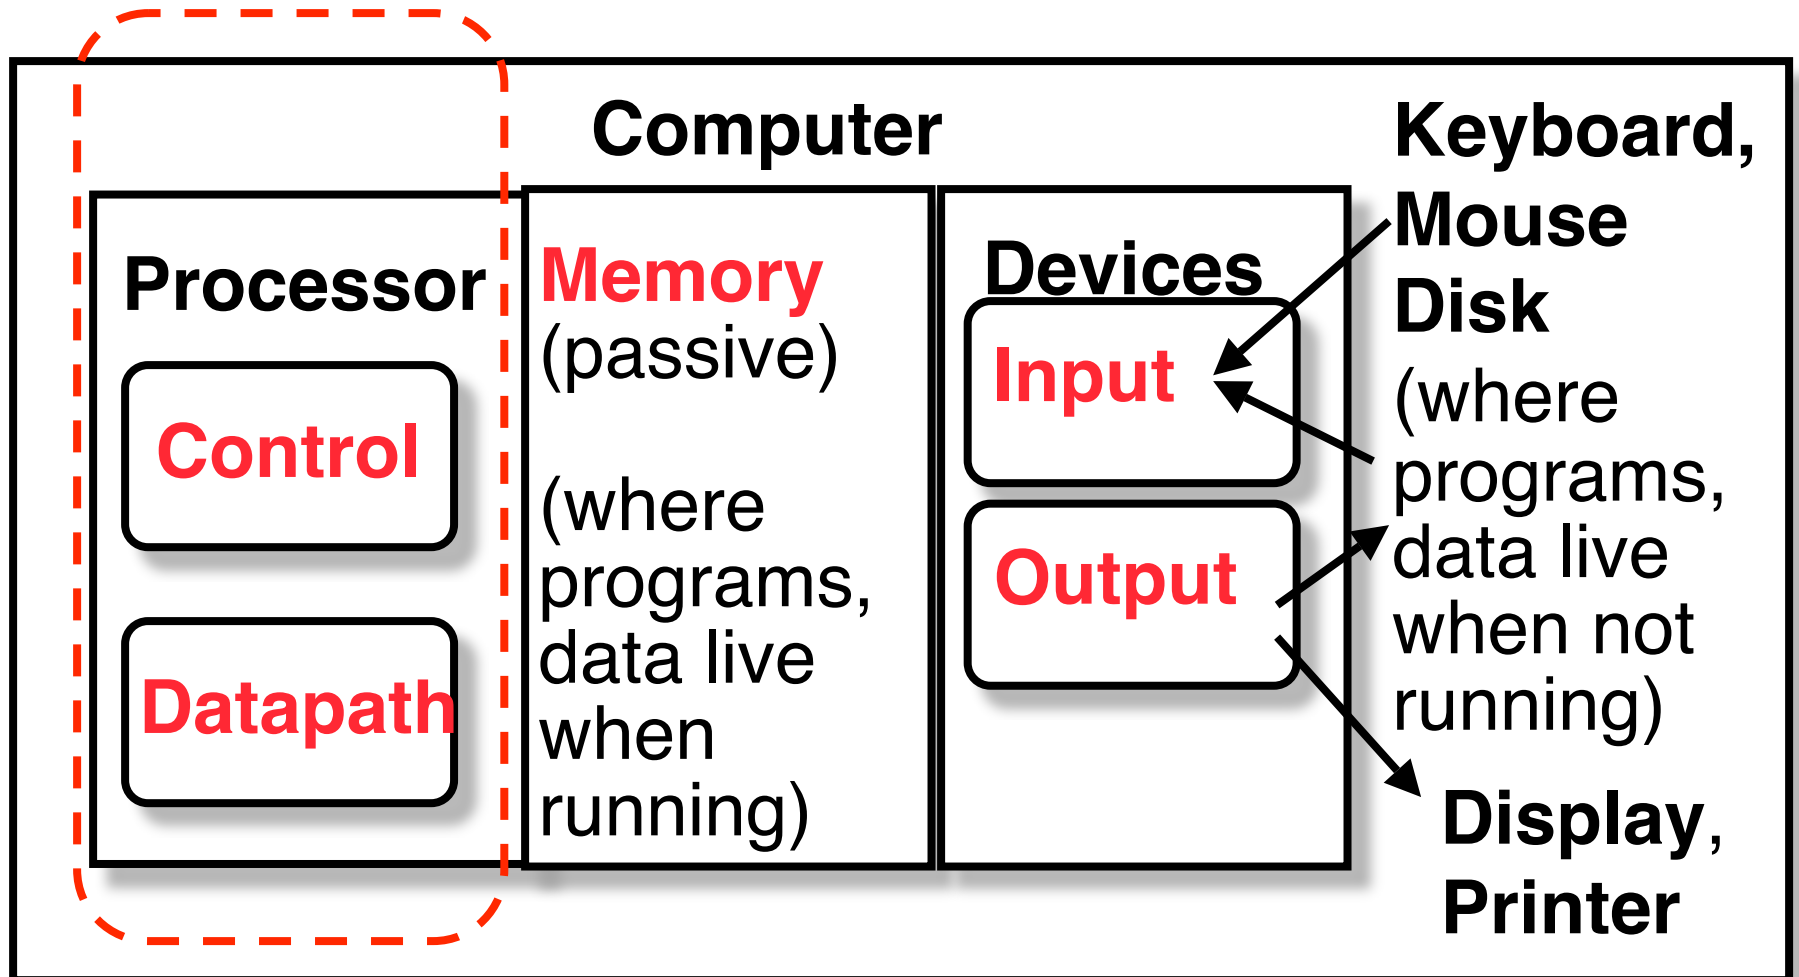 Computer
Processor
Control
Datapath
Memory
(passive)
(where
programs,
data live
when
running)
Devices
Input
Output
Keyboard,
Mouse
Disk
(where
programs,
data live
when not
running)
Display,
Printer